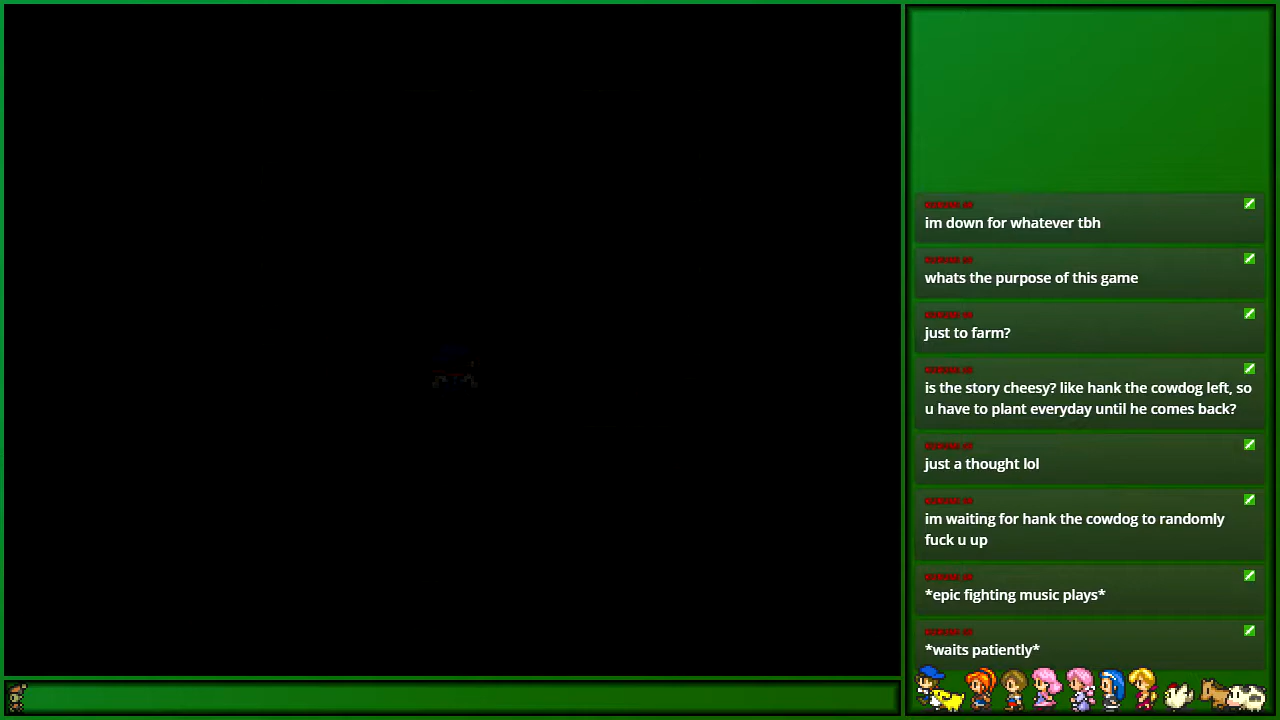 im down for whatever tbh
whats the purpose of this game
just to farm?
is the story cheesy? like hank the cowdog left, so
u have to plant everyday until he comes back?
just a thought lol
im waiting for hank the cowdog to randomly
fuck u up
*epic fighting music plays*
*waits patiently*